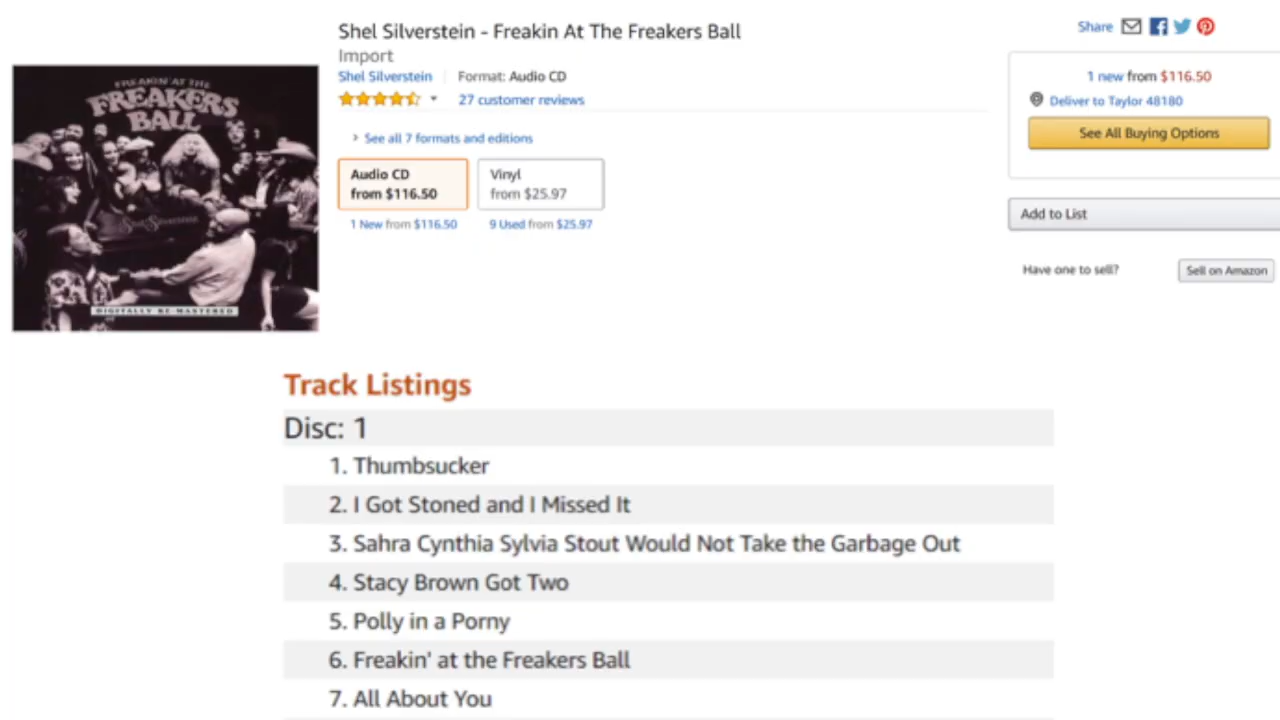 Shel Silverstein - Freakin At The Freakers Ball
Import
Shel Silverstein | Format: Audio CD
27 customer reviews
› See all 7 formats and editions
Audio CD
from $116.50
Vinyl
from $25.97
1 New from $116.50
9 Used from $25.97
Share
1 new from $116.50
Deliver to Taylor 48180
See All Buying Options
Add to List
Have one to sell?
Sell on Amazon
FREAKIN' AT THE
FREAKERS
BALL
Shel Silverstein
DIGITALLY RE-MASTERED
Track Listings
Disc: 1
1. Thumbsucker
2. I Got Stoned and I Missed It
3. Sahra Cynthia Sylvia Stout Would Not Take the Garbage Out
4. Stacy Brown Got Two
5. Polly in a Porny
6. Freakin' at the Freakers Ball
7. All About You